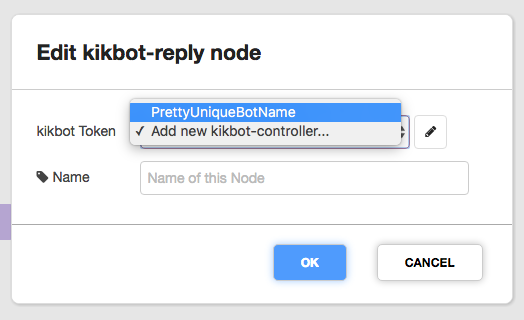 Edit kikbot-reply node
PrettyUniqueBotName
kikbot Token ✓ Add new kikbot-controller...
Name Name of this Node
OK CANCEL